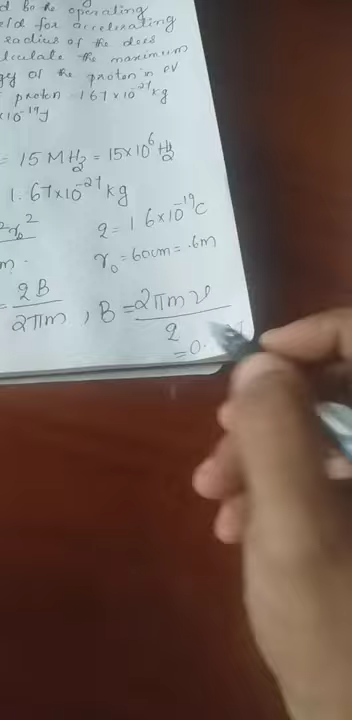 d be the operating
eld for accelerating
radius of the dees
lculate the maximum
gy of the proton in eV
proton 1.67×10⁻²⁷kg
×10⁻¹⁹J
= 15 MHz = 15×10⁶ Hz
1.67×10⁻²⁷ kg
q = 1.6×10⁻¹⁹C
r₀ = 60cm = .6m
m.
= qB / 2πm , B = 2πmν / q
= 0.